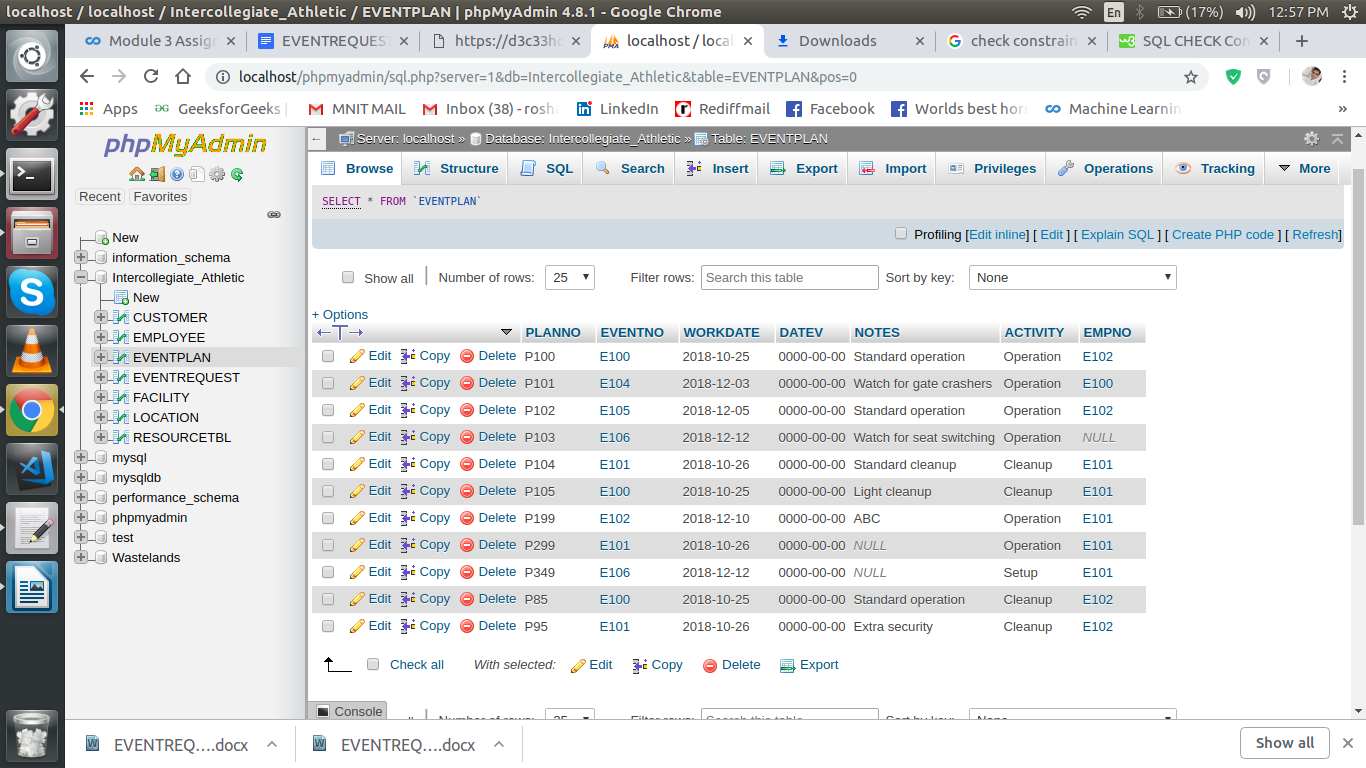 localhost / localhost / Intercollegiate_Athletic / EVENTPLAN | phpMyAdmin 4.8.1 - Google Chrome En (17%) 12:57 PM
Module 3 Assig EVENTREQUEST https://d3c33h localhost / loca Downloads check constrain SQL CHECK Con
localhost/phpmyadmin/sql.php?server=1&db=Intercollegiate_Athletic&table=EVENTPLAN&pos=0
Apps GeeksforGeeks | MNIT MAIL Inbox (38) - rosh LinkedIn Rediffmail Facebook Worlds best hor Machine Learnin »
phpMyAdmin
Recent Favorites
New
information_schema
Intercollegiate_Athletic
New
CUSTOMER
EMPLOYEE
EVENTPLAN
EVENTREQUEST
FACILITY
LOCATION
RESOURCETBL
mysql
mysqldb
performance_schema
phpmyadmin
test
Wastelands
Server: localhost » Database: Intercollegiate_Athletic » Table: EVENTPLAN
Browse Structure SQL Search Insert Export Import Privileges Operations Tracking More
SELECT * FROM `EVENTPLAN`
Profiling [Edit inline] [ Edit ] [ Explain SQL ] [ Create PHP code ] [ Refresh]
Show all | Number of rows: 25 Filter rows: Search this table Sort by key: None
+ Options
PLANNO EVENTNO WORKDATE DATEV NOTES ACTIVITY EMPNO
Edit Copy Delete P100 E100 2018-10-25 0000-00-00 Standard operation Operation E102
Edit Copy Delete P101 E104 2018-12-03 0000-00-00 Watch for gate crashers Operation E100
Edit Copy Delete P102 E105 2018-12-05 0000-00-00 Standard operation Operation E102
Edit Copy Delete P103 E106 2018-12-12 0000-00-00 Watch for seat switching Operation NULL
Edit Copy Delete P104 E101 2018-10-26 0000-00-00 Standard cleanup Cleanup E101
Edit Copy Delete P105 E100 2018-10-25 0000-00-00 Light cleanup Cleanup E101
Edit Copy Delete P199 E102 2018-12-10 0000-00-00 ABC Operation E101
Edit Copy Delete P299 E101 2018-10-26 0000-00-00 NULL Operation E101
Edit Copy Delete P349 E106 2018-12-12 0000-00-00 NULL Setup E101
Edit Copy Delete P85 E100 2018-10-25 0000-00-00 Standard operation Cleanup E102
Edit Copy Delete P95 E101 2018-10-26 0000-00-00 Extra security Cleanup E102
Check all With selected: Edit Copy Delete Export
Console
Number of rows: 25 Filter rows: Search this table Sort by key: None
EVENTREQ....docx EVENTREQ....docx Show all